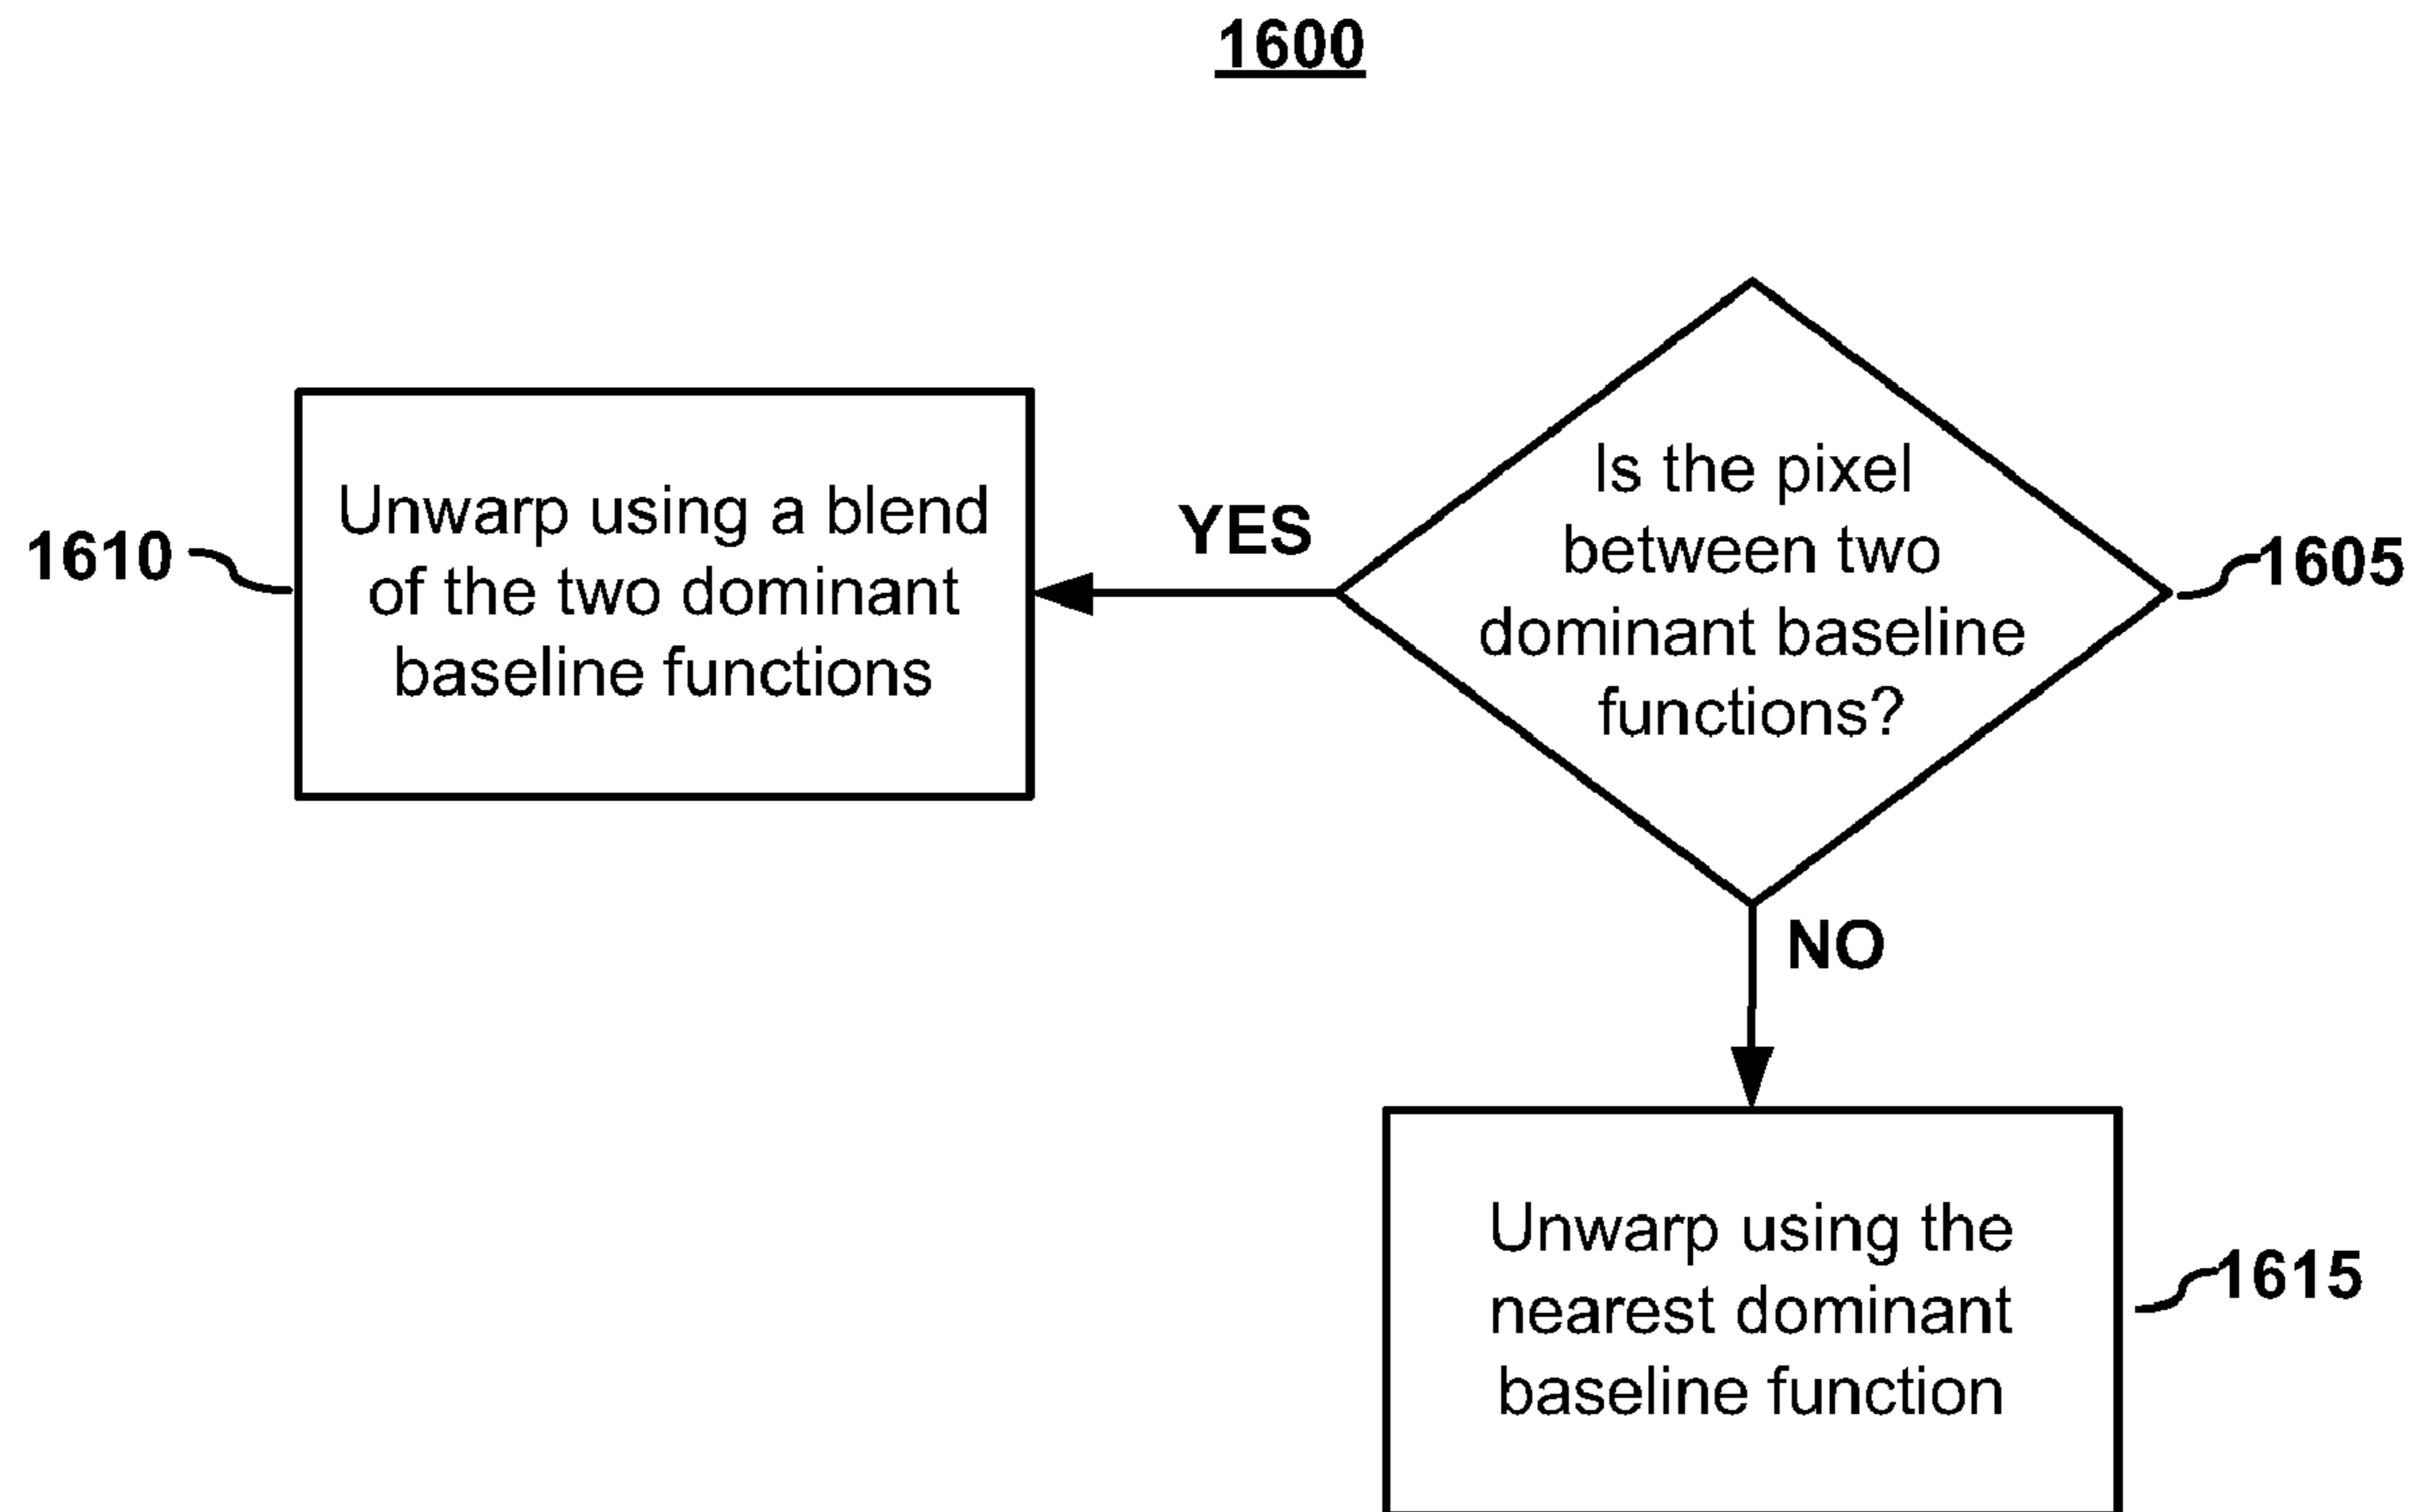 1600
Is the pixel
between two
dominant baseline
functions?
1605
YES
Unwarp using a blend
of the two dominant
baseline functions
1610
NO
Unwarp using the
nearest dominant
baseline function
1615